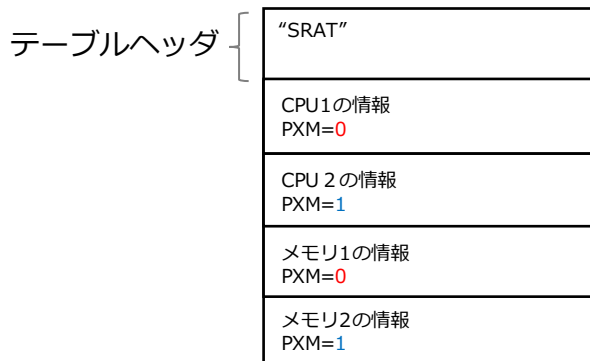 テーブルヘッダ
“SRAT”
CPU1の情報
PXM=0
CPU２の情報
PXM=1
メモリ1の情報
PXM=0
メモリ2の情報
PXM=1